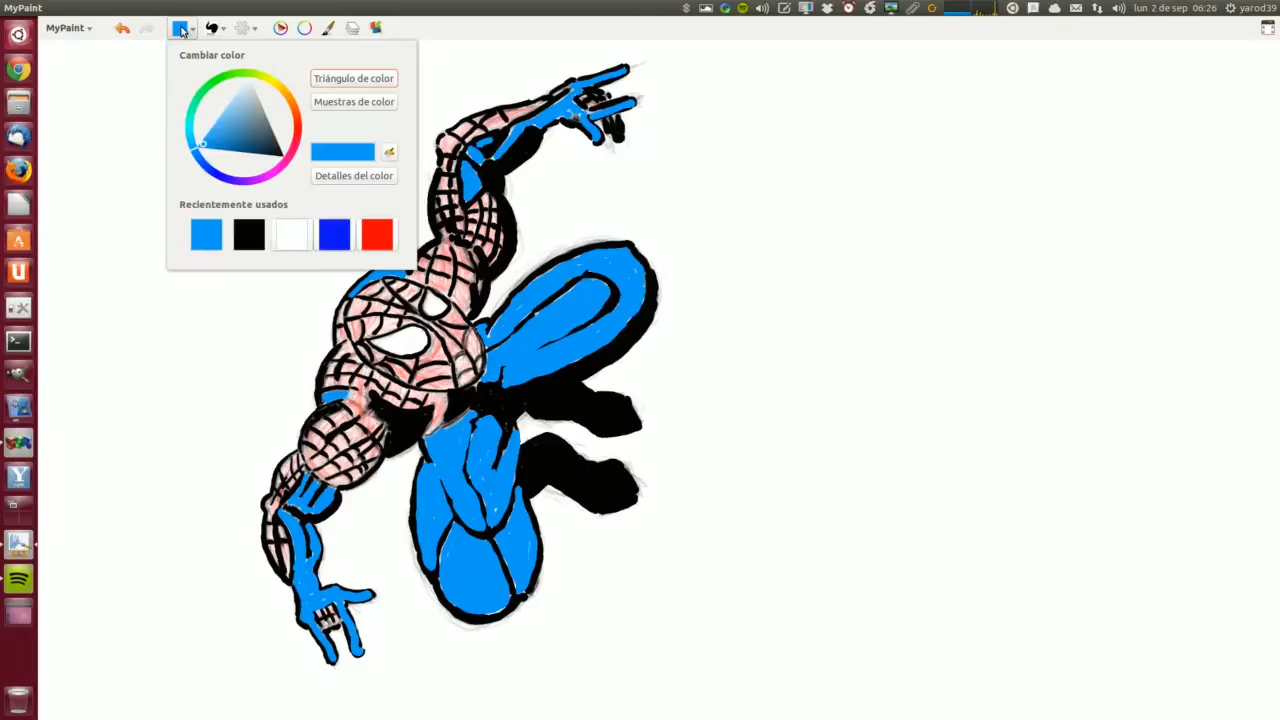 MyPaint
lun 2 de sep 06:26 yarod39
MyPaint
Cambiar color
Triángulo de color
Muestras de color
Detalles del color
Recientemente usados